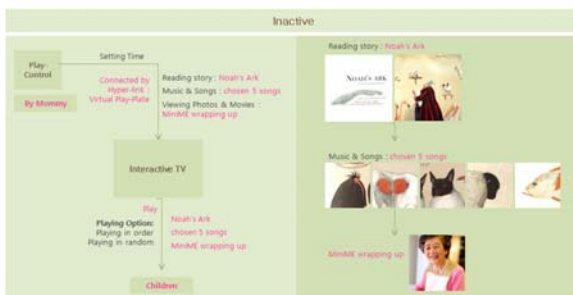 Inactive
Play-
Control
Setting Time
By Mommy
Connected by
Hyper-link :
Virtual Play-Plate
Reading story : Noah's Ark
Music & Songs : chosen 5 songs
Viewing Photos & Movies :
MiniME wrapping up
Interactive TV
Play
Playing Option:
Playing in order
Playing in random
Noah's Ark
chosen 5 songs
MiniME wrapping up
Children
Reading story : Noah's Ark
NOAH'S ARK
Music & Songs : chosen 5 songs
MiniME wrapping up